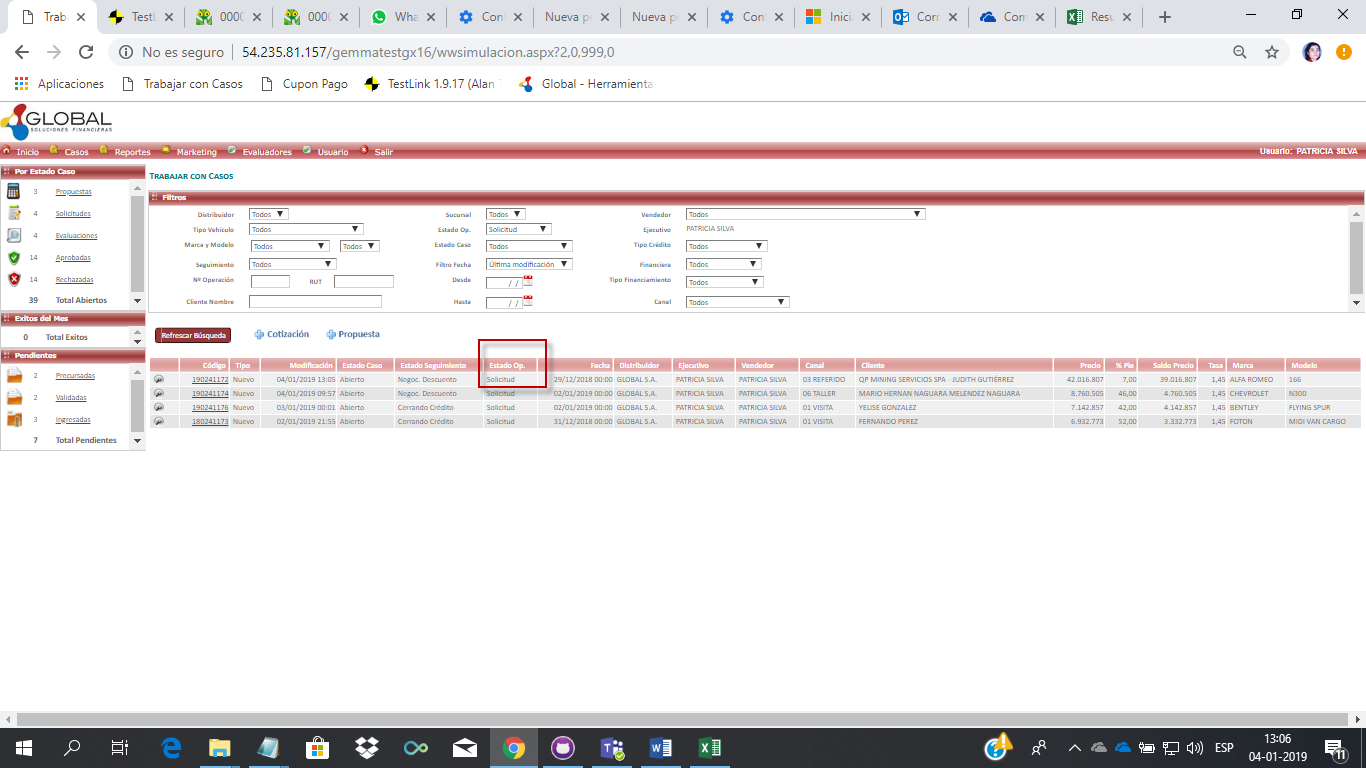 Trab
TestL
0000
0000
Wha
Cont
Nueva p
Nueva p
Cont
Inici
Corr
Com
Resu
No es seguro
54.235.81.157/gemmatestgx16/wwsimulacion.aspx?2,0,999,0
Aplicaciones
Trabajar con Casos
Cupon Pago
TestLink 1.9.17 (Alan
Global - Herramienta
GLOBAL
SOLUCIONES FINANCIERAS
Inicio Casos Reportes Marketing Evaluadores Usuario Salir Usuario: PATRICIA SILVA
Por Estado Caso
3 Propuestas
4 Solicitudes
4 Evaluaciones
14 Aprobadas
14 Rechazadas
39 Total Abiertos
Exitos del Mes
0 Total Exitos
Pendientes
2 Precursadas
2 Validadas
3 Ingresadas
7 Total Pendientes
TRABAJAR CON CASOS
Filtros
Distribuidor Todos Sucursal Todos Vendedor Todos
Tipo Vehiculo Todos Estado Op. Solicitud Ejecutivo PATRICIA SILVA
Marca y Modelo Todos Todos Estado Caso Todos Tipo Crédito Todos
Seguimiento Todos Filtro Fecha Última modificación Financiera Todos
Nº Operación RUT Desde / / Tipo Financiamiento Todos
Cliente Nombre Hasta / / Canal Todos
Refrescar Búsqueda Cotización Propuesta
Código Tipo Modificación Estado Caso Estado Seguimiento Estado Op. Fecha Distribuidor Ejecutivo Vendedor Canal Cliente Precio % Pie Saldo Precio Tasa Marca Modelo
190241172 Nuevo 04/01/2019 13:05 Abierto Negoc. Descuento Solicitud 29/12/2018 00:00 GLOBAL S.A. PATRICIA SILVA PATRICIA SILVA 03 REFERIDO QP MINING SERVICIOS SPA - JUDITH GUTIÉRREZ 42.016.807 7,00 39.016.807 1,45 ALFA ROMEO 166
190241174 Nuevo 04/01/2019 09:57 Abierto Negoc. Descuento Solicitud 02/01/2019 00:00 GLOBAL S.A. PATRICIA SILVA PATRICIA SILVA 06 TALLER MARIO HERNAN NAGUARA MELENDEZ NAGUARA 8.760.505 46,00 4.760.505 1,45 CHEVROLET N300
190241176 Nuevo 03/01/2019 00:01 Abierto Cerrando Crédito Solicitud 02/01/2019 00:00 GLOBAL S.A. PATRICIA SILVA PATRICIA SILVA 01 VISITA YELISE GONZALEZ 7.142.857 42,00 4.142.857 1,45 BENTLEY FLYING SPUR
180241173 Nuevo 02/01/2019 21:55 Abierto Cerrando Crédito Solicitud 31/12/2018 00:00 GLOBAL S.A. PATRICIA SILVA PATRICIA SILVA 01 VISITA FERNANDO PEREZ 6.932.773 52,00 3.332.773 1,45 FOTON MIDI VAN CARGO
ESP
13:06
04-01-2019
11